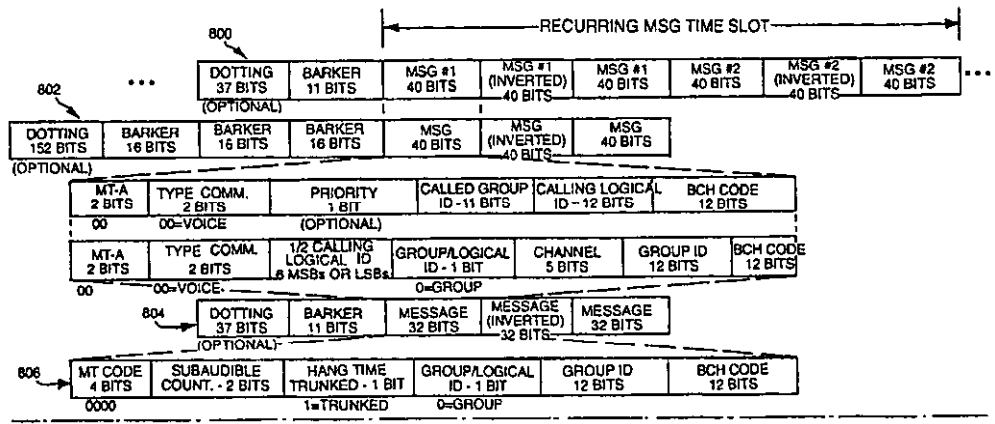 RECURRING MSG TIME SLOT
800
DOTTING 37 BITS
BARKER 11 BITS
MSG #1 40 BITS
MSG #1 (INVERTED) 40 BITS
MSG #1 40 BITS
MSG #2 40 BITS
MSG #2 (INVERTED) 40 BITS
MSG #2 40 BITS
(OPTIONAL)
802
DOTTING 152 BITS
BARKER 16 BITS
BARKER 16 BITS
BARKER 16 BITS
MSG 40 BITS
MSG (INVERTED) 40 BITS
MSG 40 BITS
(OPTIONAL)
MT-A 2 BITS
TYPE COMM. 2 BITS
PRIORITY 1 BIT
CALLED GROUP ID -11 BITS
CALLING LOGICAL ID -12 BITS
BCH CODE 12 BITS
00
00=VOICE
(OPTIONAL)
MT-A 2 BITS
TYPE COMM. 2 BITS
1/2 CALLING LOGICAL ID 6 MSBs OR LSBs
GROUP/LOGICAL ID - 1 BIT
CHANNEL 5 BITS
GROUP ID 12 BITS
BCH CODE 12 BITS
00
00=VOICE
0=GROUP
804
DOTTING 37 BITS
BARKER 11 BITS
MESSAGE 32 BITS
MESSAGE (INVERTED) 32 BITS
MESSAGE 32 BITS
(OPTIONAL)
806
MT CODE 4 BITS
SUBAUDIBLE COUNT. - 2 BITS
HANG TIME TRUNKED - 1 BIT
GROUP/LOGICAL ID - 1 BIT
GROUP ID 12 BITS
BCH CODE 12 BITS
0000
1=TRUNKED
0=GROUP